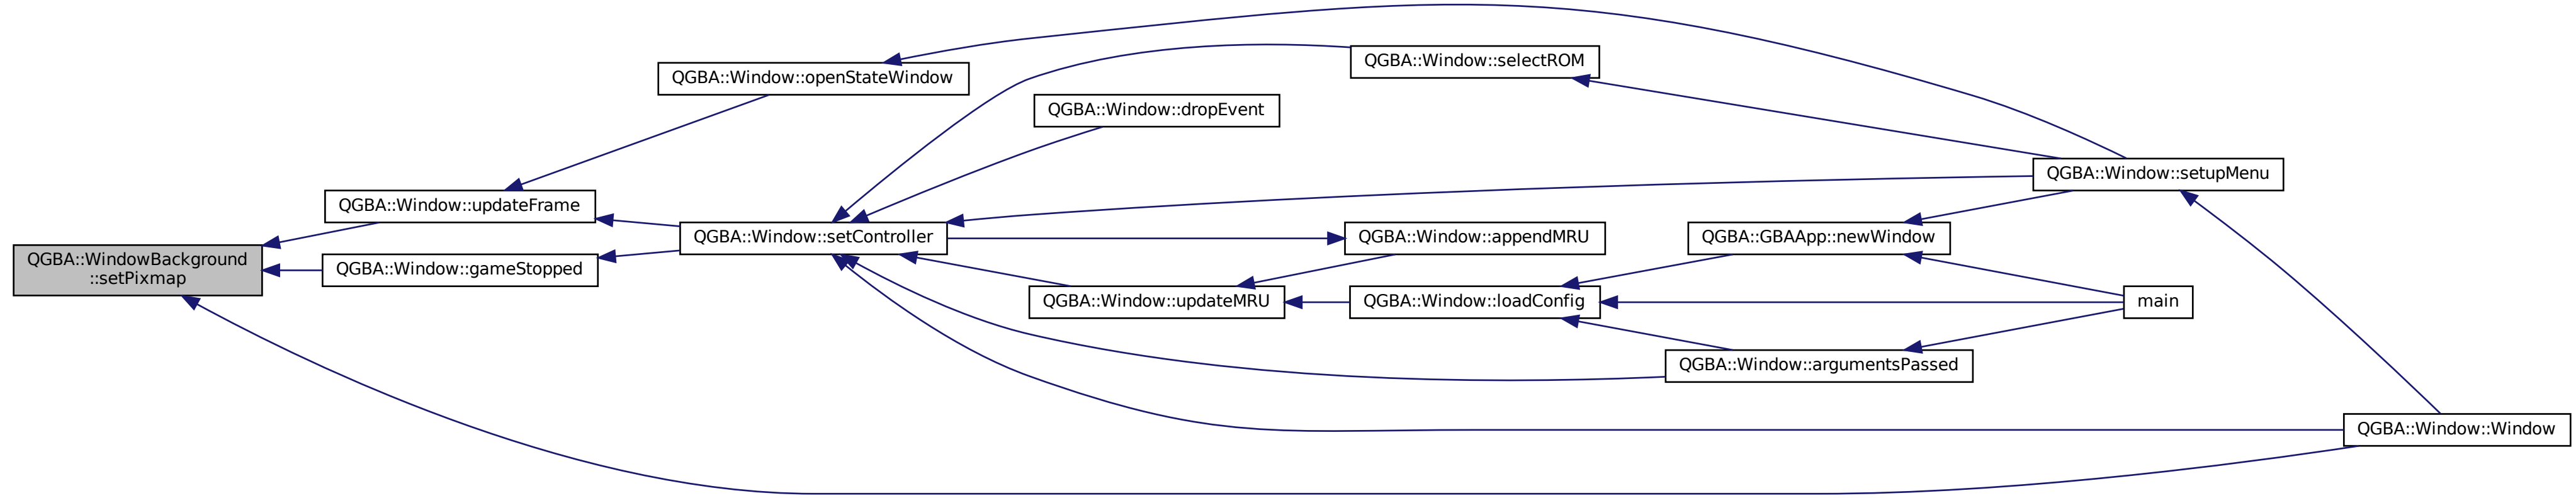 QGBA::WindowBackground
::setPixmap
QGBA::Window::updateFrame
QGBA::Window::gameStopped
QGBA::Window::openStateWindow
QGBA::Window::setController
QGBA::Window::selectROM
QGBA::Window::dropEvent
QGBA::Window::appendMRU
QGBA::Window::updateMRU
QGBA::Window::loadConfig
QGBA::GBAApp::newWindow
QGBA::Window::argumentsPassed
QGBA::Window::setupMenu
main
QGBA::Window::Window